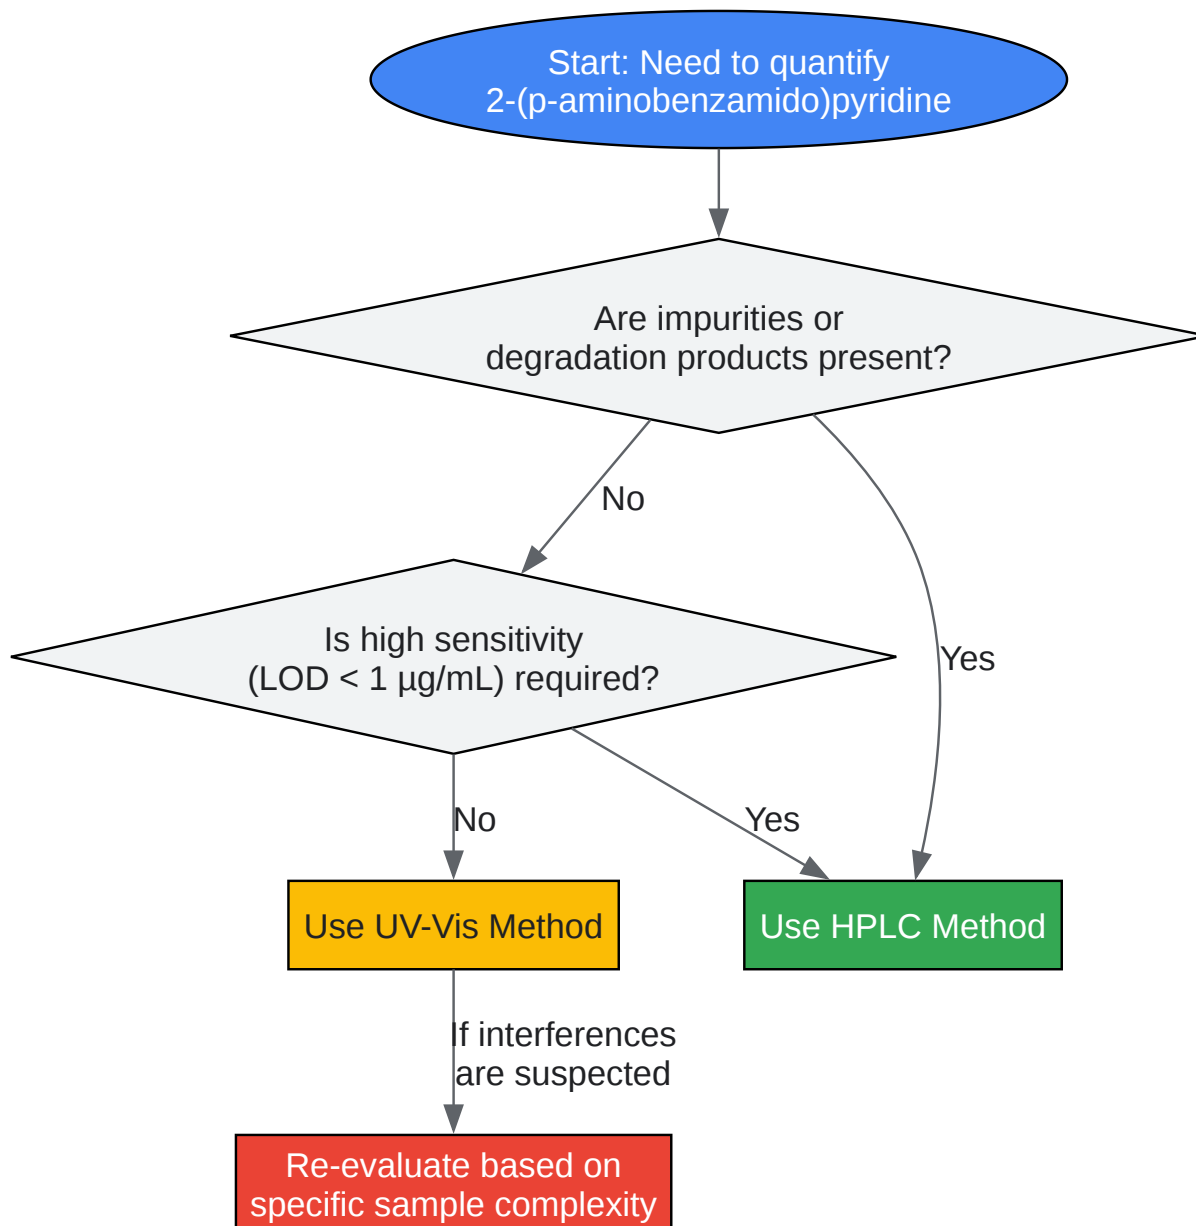 Start: Need to quantify
2-(p-aminobenzamido)pyridine
Are impurities or
degradation products present?
No
Is high sensitivity
(LOD < 1 µg/mL) required?
Yes
No
Yes
Use UV-Vis Method
Use HPLC Method
If interferences
are suspected
Re-evaluate based on
specific sample complexity